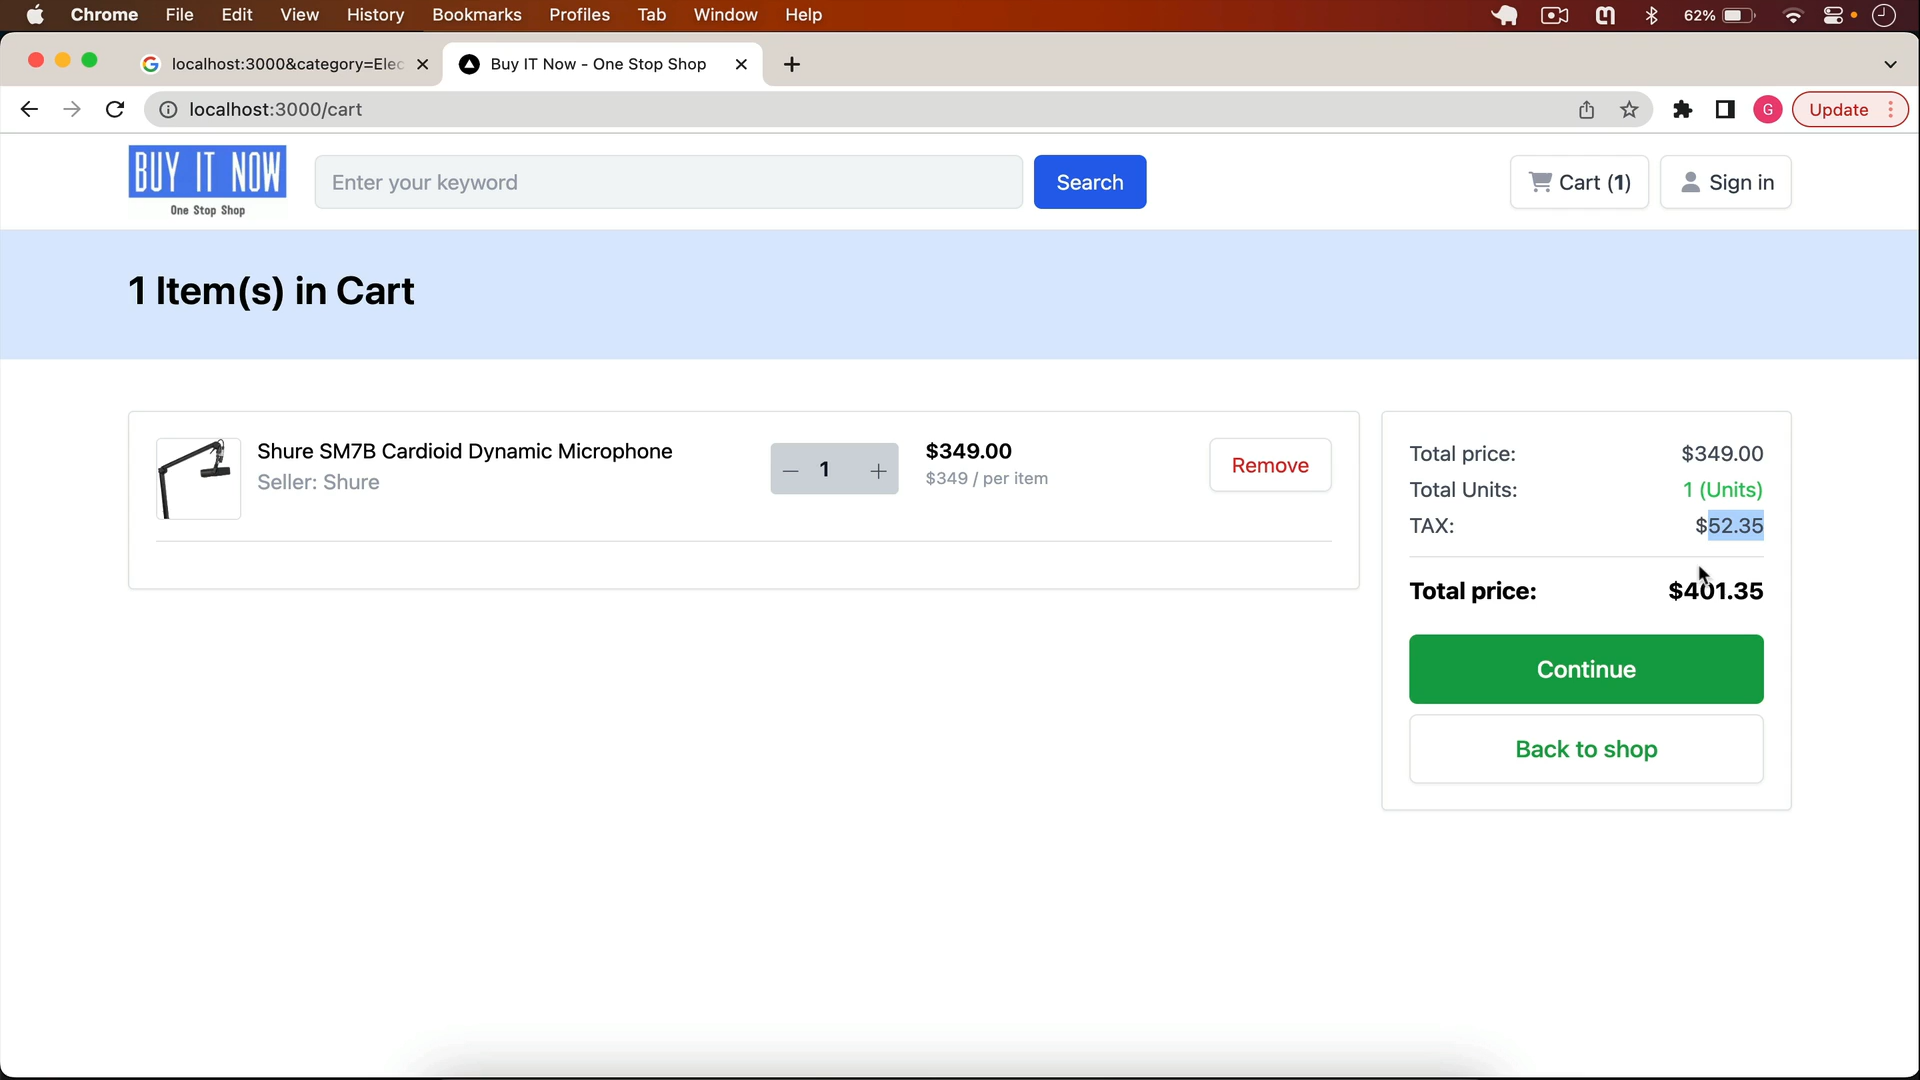 Chrome File Edit View History Bookmarks Profiles Tab Window Help 62%
localhost:3000&category=Elec Buy IT Now - One Stop Shop
localhost:3000/cart G Update
BUY IT NOW
One Stop Shop
Enter your keyword Search Cart (1) Sign in
1 Item(s) in Cart
Shure SM7B Cardioid Dynamic Microphone
Seller: Shure
1
$349.00
$349 / per item
Remove
Total price: $349.00
Total Units: 1 (Units)
TAX: $52.35
Total price: $401.35
Continue
Back to shop